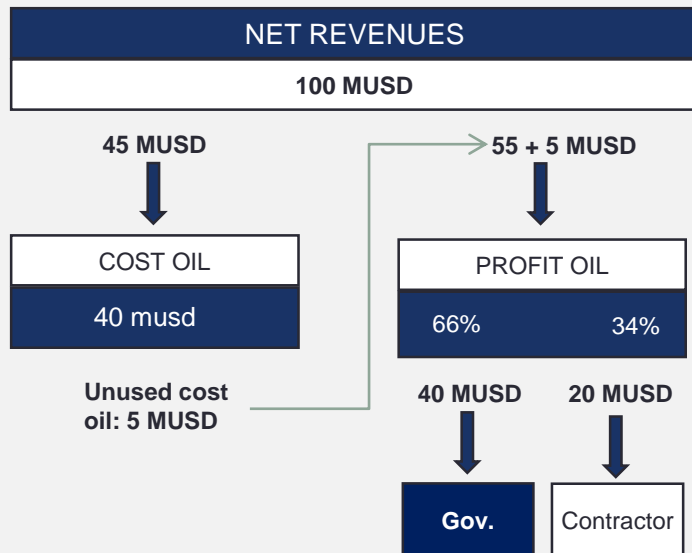 NET REVENUES
100 MUSD
45 MUSD
55 + 5 MUSD
COST OIL
PROFIT OIL
40 musd
66%
34%
Unused cost
oil: 5 MUSD
40 MUSD
20 MUSD
Gov.
Contractor